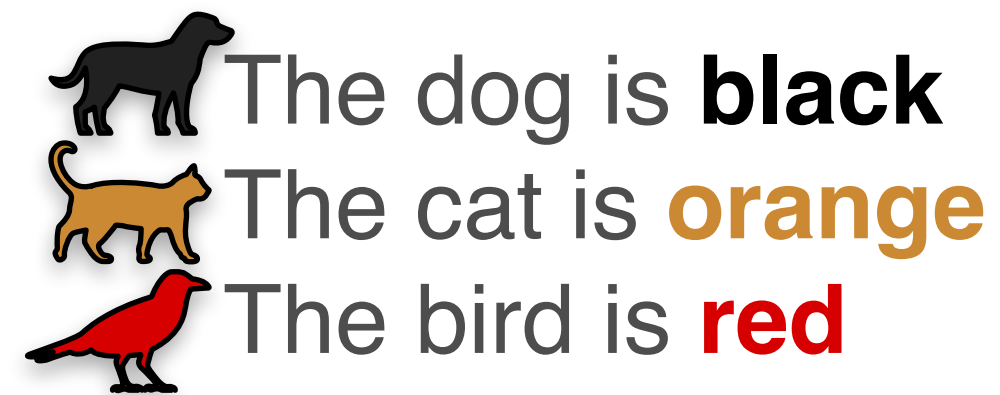 The dog is black
The cat is orange
The bird is red